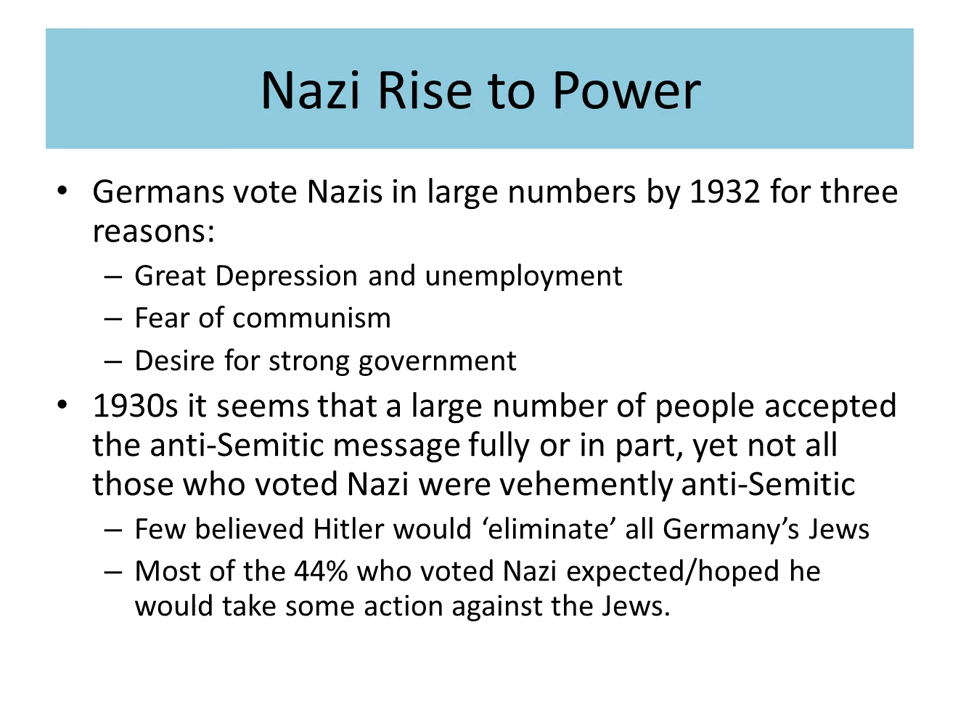 Nazi Rise to Power
• Germans vote Nazis in large numbers by 1932 for three
reasons:
– Great Depression and unemployment
– Fear of communism
– Desire for strong government
• 1930s it seems that a large number of people accepted
the anti-Semitic message fully or in part, yet not all
those who voted Nazi were vehemently anti-Semitic
– Few believed Hitler would ‘eliminate’ all Germany’s Jews
– Most of the 44% who voted Nazi expected/hoped he
would take some action against the Jews.